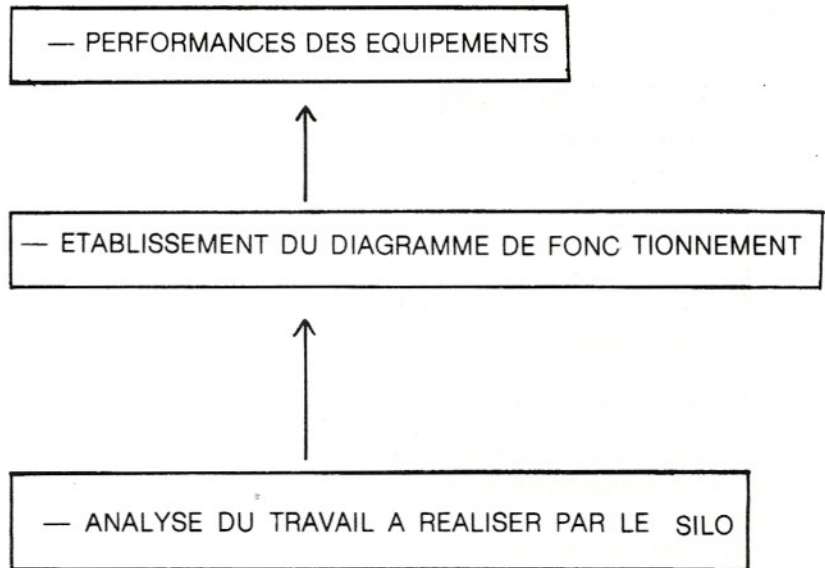 — PERFORMANCES DES EQUIPEMENTS
— ETABLISSEMENT DU DIAGRAMME DE FONC TIONNEMENT
— ANALYSE DU TRAVAIL A REALISER PAR LE SILO